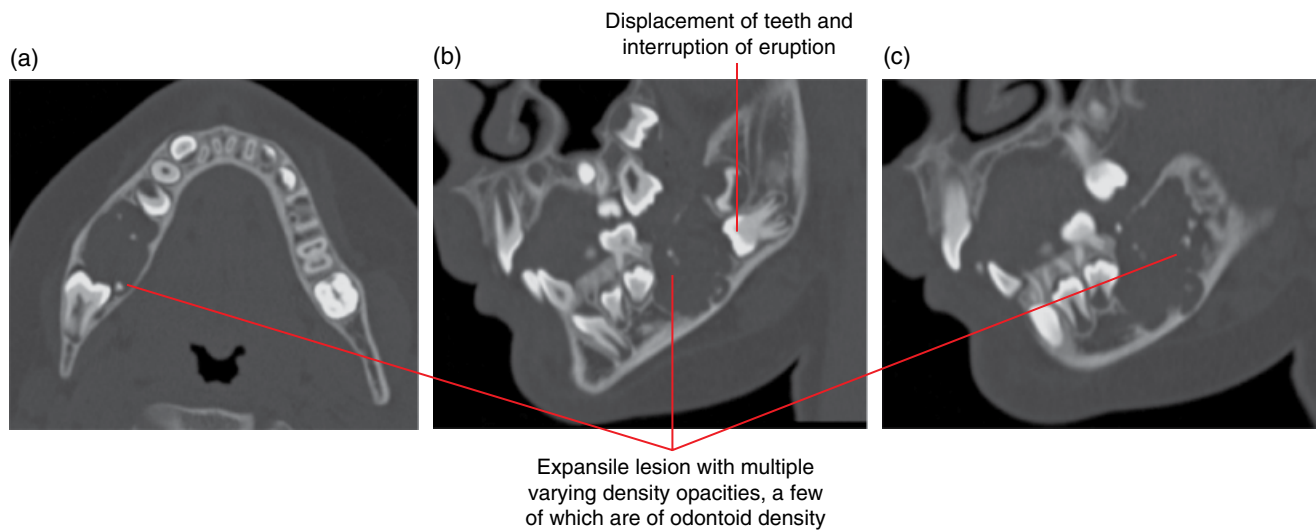 Displacement of teeth and
interruption of eruption
(a)
(b)
(c)
Expansile lesion with multiple
varying density opacities, a few
of which are of odontoid density